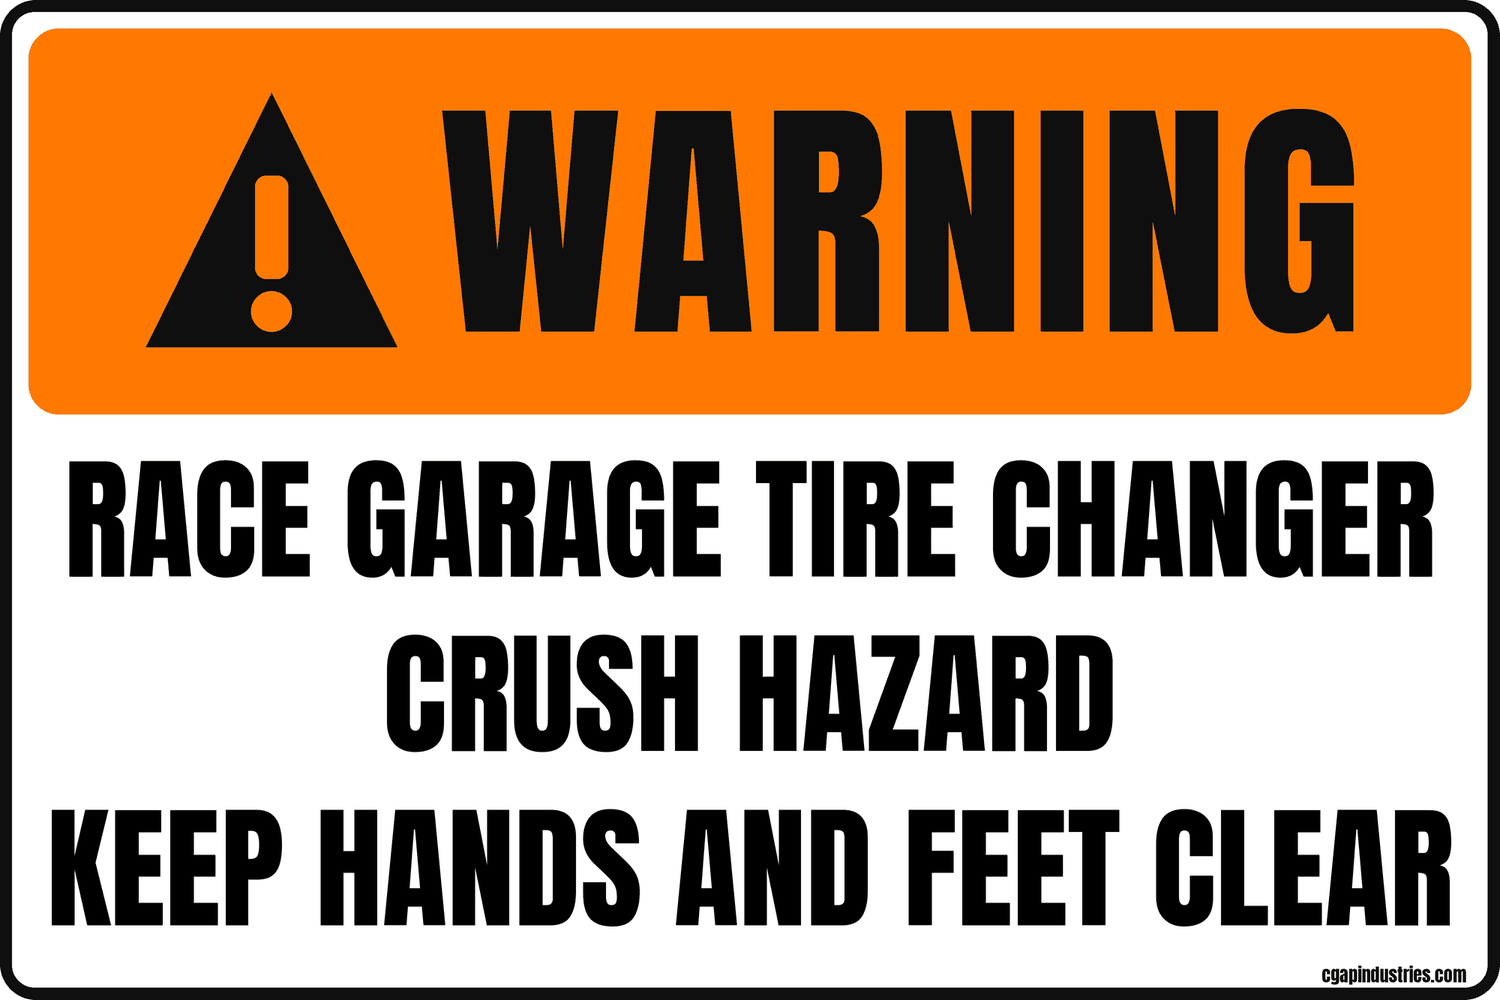 WARNING
RACE GARAGE TIRE CHANGER
CRUSH HAZARD
KEEP HANDS AND FEET CLEAR
cgapindustries.com